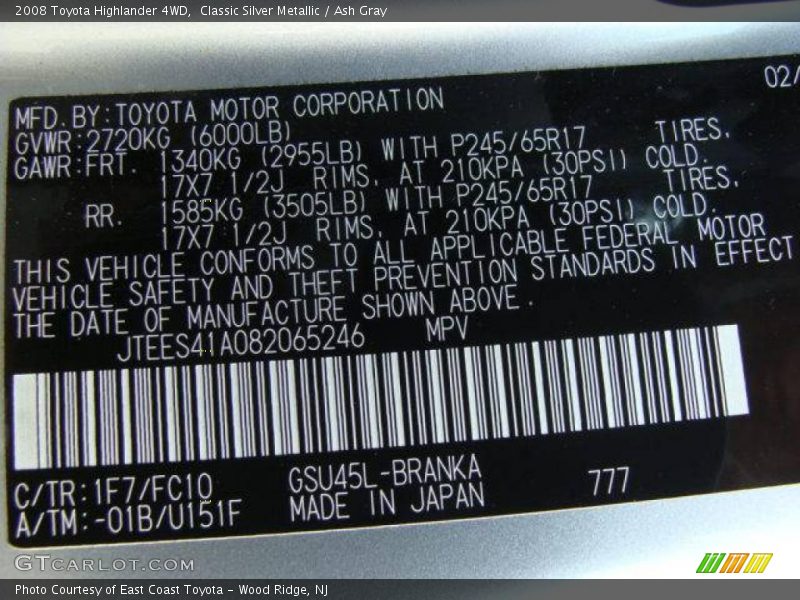 2008 Toyota Highlander 4WD,  Classic Silver Metallic / Ash Gray
02/
MFD. BY: TOYOTA MOTOR CORPORATION
GVWR: 2720KG (6000LB)
GAWR: FRT. 1340KG (2955LB) WITH P245/65R17 TIRES,
17X7 1/2J RIMS, AT 210KPA (30PSI) COLD.
RR. 1585KG (3505LB) WITH P245/65R17 TIRES,
17X7 1/2J RIMS, AT 210KPA (30PSI) COLD.
THIS VEHICLE CONFORMS TO ALL APPLICABLE FEDERAL MOTOR
VEHICLE SAFETY AND THEFT PREVENTION STANDARDS IN EFFECT
THE DATE OF MANUFACTURE SHOWN ABOVE.
JTEES41A082065246 MPV
C/TR: 1F7/FC10 GSU45L-BRANKA 777
A/TM: -01B/U151F MADE IN JAPAN
GTCARLOT.COM
Photo Courtesy of East Coast Toyota – Wood Ridge, NJ